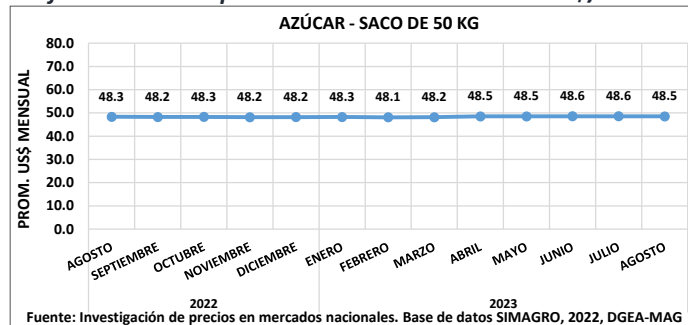 AZÚCAR - SACO DE 50 KG
PROM. US$ MENSUAL
80.0
70.0
60.0
50.0
40.0
30.0
20.0
10.0
0.0
48.3 48.2 48.3 48.2 48.2 48.3 48.1 48.2 48.5 48.5 48.6 48.6 48.5
AGOSTO SEPTIEMBRE OCTUBRE NOVIEMBRE DICIEMBRE ENERO FEBRERO MARZO ABRIL MAYO JUNIO JULIO AGOSTO
2022 2023
Fuente: Investigación de precios en mercados nacionales. Base de datos SIMAGRO, 2022, DGEA-MAG